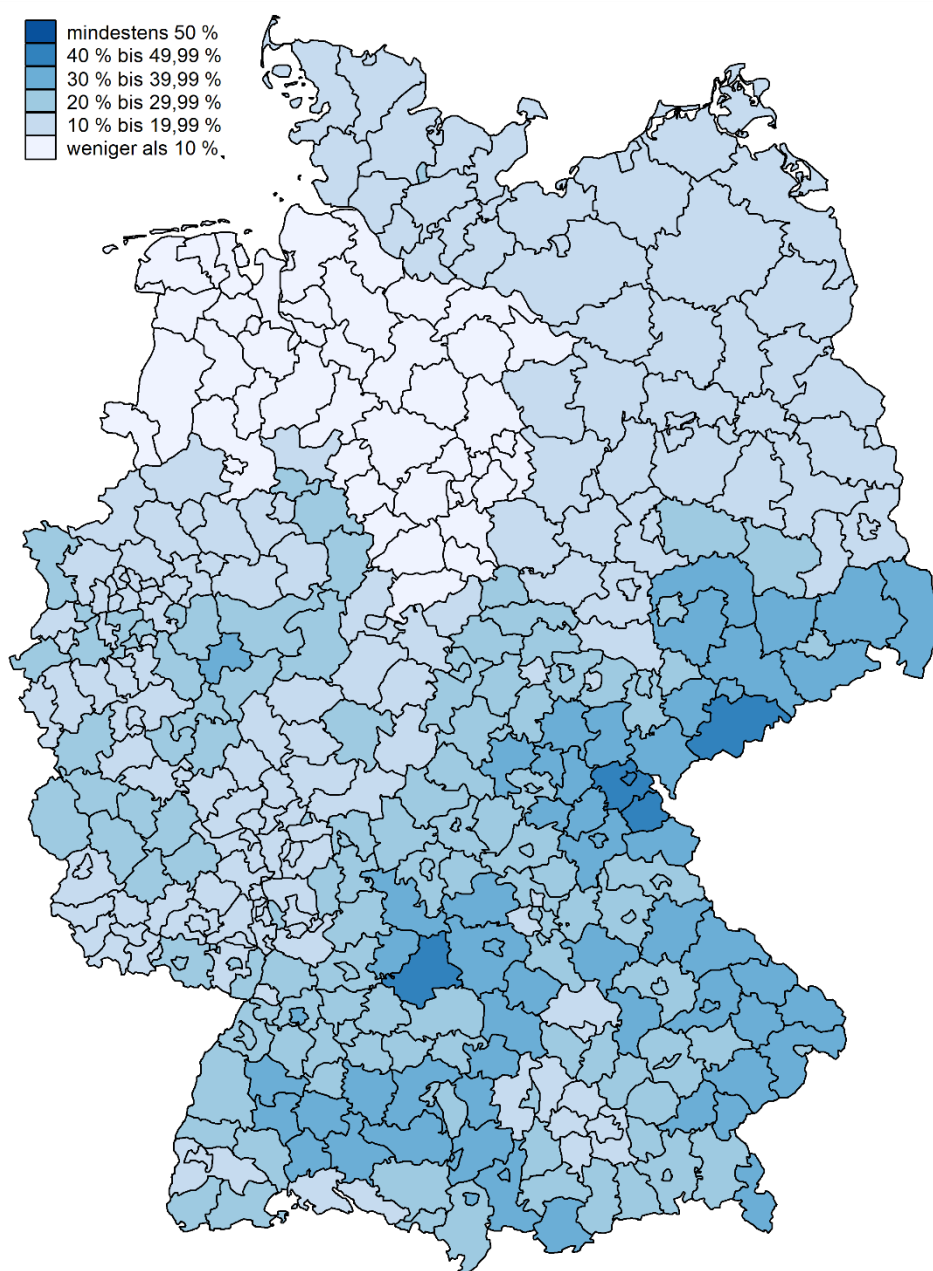 mindestens 50 %
40 % bis 49,99 %
30 % bis 39,99 %
20 % bis 29,99 %
10 % bis 19,99 %
weniger als 10 %